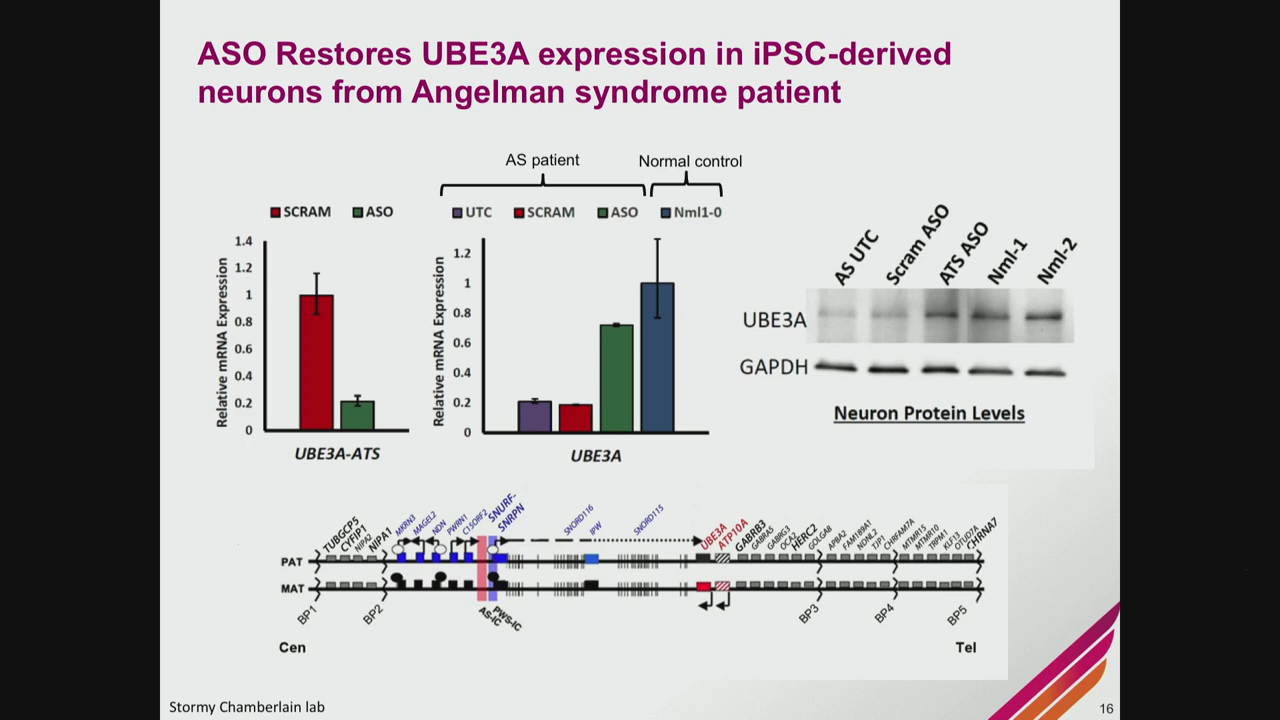 ASO Restores UBE3A expression in iPSC-derived
neurons from Angelman syndrome patient
AS patient
Normal control
SCRAM
ASO
Relative mRNA Expression
1.4
1.2
1
0.8
0.6
0.4
0.2
0
UBE3A-ATS
UTC
SCRAM
ASO
Nml1-0
Relative mRNA Expression
1.2
1
0.8
0.6
0.4
0.2
0
UBE3A
AS UTC
Scram ASO
ATS ASO
Nml-1
Nml-2
UBE3A
GAPDH
Neuron Protein Levels
TUBGCP5
CYFIP1
NIPA2
NIPA1
MKRN3
MAGEL2
NDN
PWRN1
C15ORF2
SNURF-
SNRPN
SNORD116
IPW
SNORD115
UBE3A
ATP10A
GABRB3
GABRA5
GABRG3
OCA2
HERC2
GOLGA8
APBA2
FAM189A1
NDNL2
TJP1
CHRFAM7A
MTMR15
MTMR10
TRPM1
KLF13
OTUD7A
CHRNA7
PAT
MAT
BP1
BP2
AS-IC
PWS-IC
BP3
BP4
BP5
Cen
Tel
Stormy Chamberlain lab
16